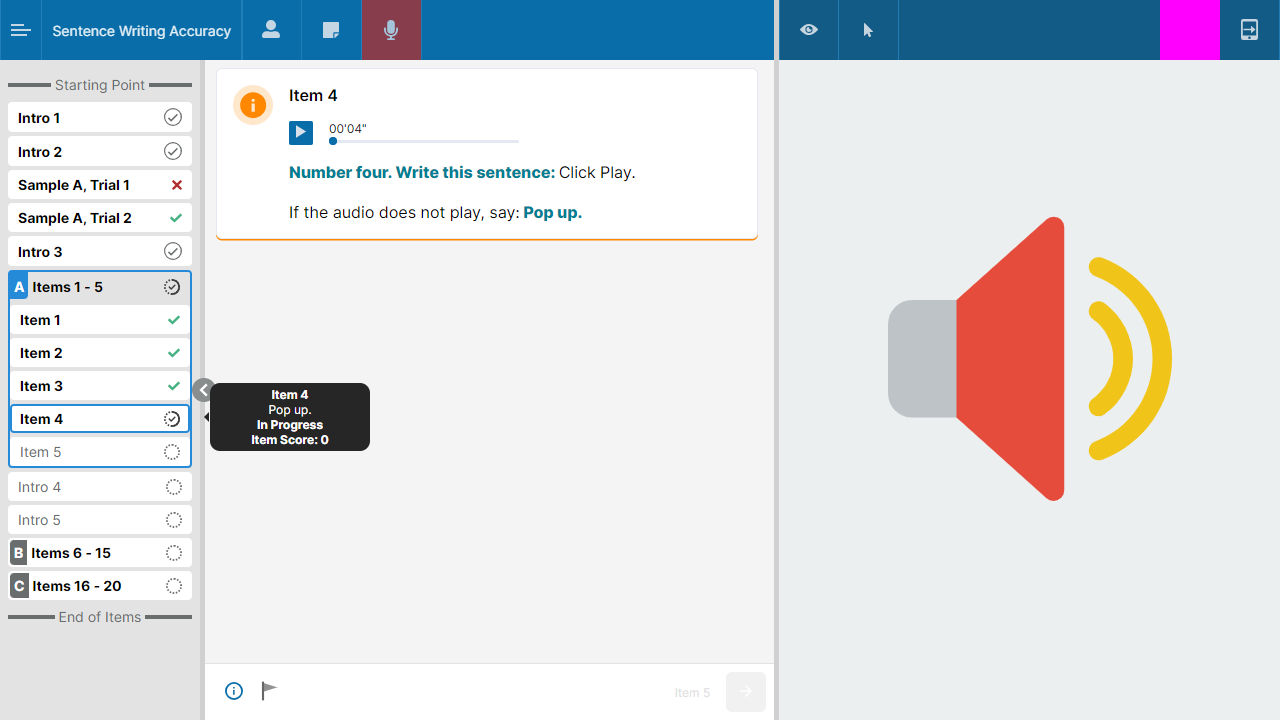 Sentence Writing Accuracy
Starting Point
Intro 1
Intro 2
Sample A, Trial 1
Sample A, Trial 2
Intro 3
A Items 1 - 5
Item 1
Item 2
Item 3
Item 4
Item 5
Intro 4
Intro 5
B Items 6 - 15
C Items 16 - 20
End of Items
Item 4
00'04"
Number four. Write this sentence: Click Play.
If the audio does not play, say: Pop up.
Item 4
Pop up.
In Progress
Item Score: 0
Item 5